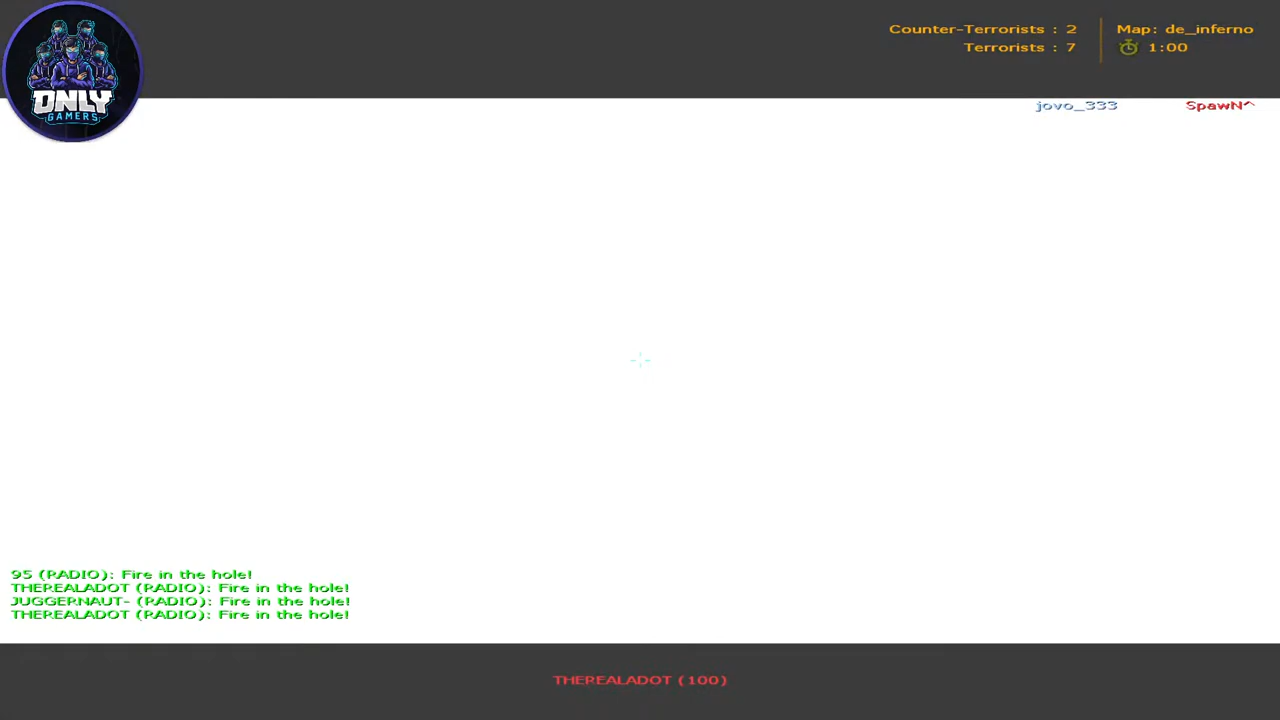 ONLY
GAMERS
Counter-Terrorists : 2
Terrorists : 7
Map: de_inferno
1:00
jovo_333 SpawN^
95 (RADIO): Fire in the hole!
THEREALADOT (RADIO): Fire in the hole!
JUGGERNAUT- (RADIO): Fire in the hole!
THEREALADOT (RADIO): Fire in the hole!
THEREALADOT (100)